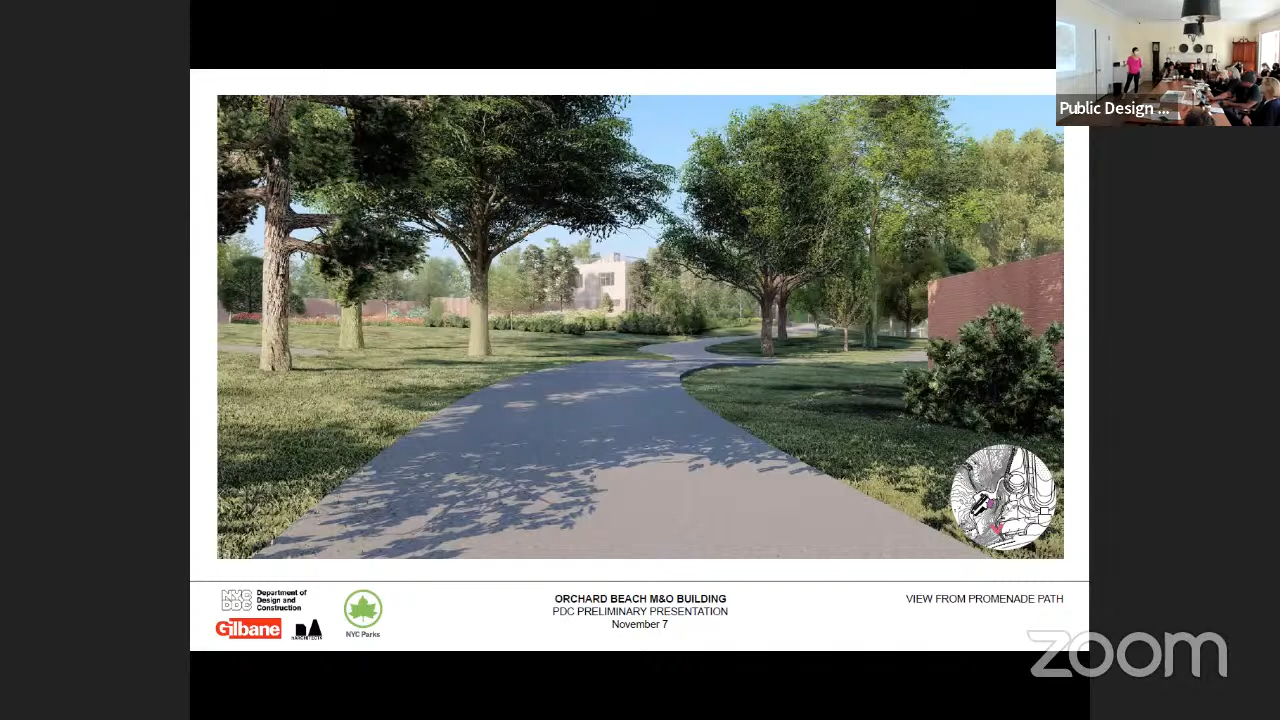 Public Design ...
NYC
DDC
Department of
Design and
Construction
Gilbane
nARCHITECTS
NYC Parks
ORCHARD BEACH M&O BUILDING
PDC PRELIMINARY PRESENTATION
November 7
VIEW FROM PROMENADE PATH
zoom